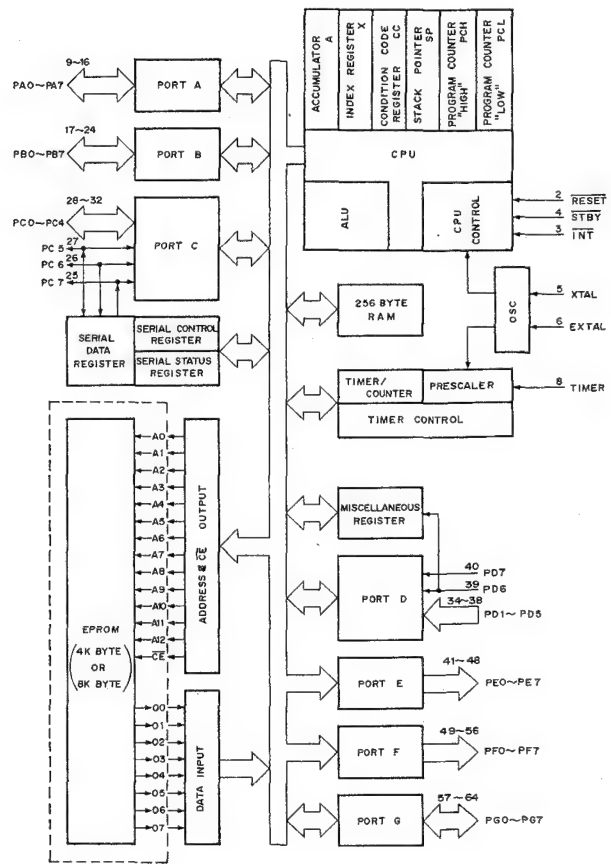 9~16
PA0~PA7
PORT A
17~24
PB0~PB7
PORT B
28~32
PC0~PC4
27
PC 5
26
PC 6
25
PC 7
PORT C
SERIAL
DATA
REGISTER
SERIAL CONTROL
REGISTER
SERIAL STATUS
REGISTER
A0
A1
A2
A3
A4
A5
A6
A7
A8
A9
A10
A11
A12
CE
EPROM
(4K BYTE
OR
8K BYTE)
ADDRESS & CE OUTPUT
O0
O1
O2
O3
O4
O5
O6
O7
DATA INPUT
ACCUMULATOR
A
INDEX REGISTER
X
CONDITION CODE
REGISTER CC
STACK POINTER
SP
PROGRAM COUNTER
"HIGH" PCH
PROGRAM COUNTER
"LOW" PCL
CPU
ALU
CPU
CONTROL
2 RESET
4 STBY
3 INT
OSC
5 XTAL
6 EXTAL
256 BYTE
RAM
TIMER/
COUNTER
PRESCALER
TIMER CONTROL
8 TIMER
MISCELLANEOUS
REGISTER
PORT D
40 PD7
39 PD6
34~38
PD1~PD5
PORT E
41~48
PE0~PE7
PORT F
49~56
PF0~PF7
PORT G
57~64
PG0~PG7